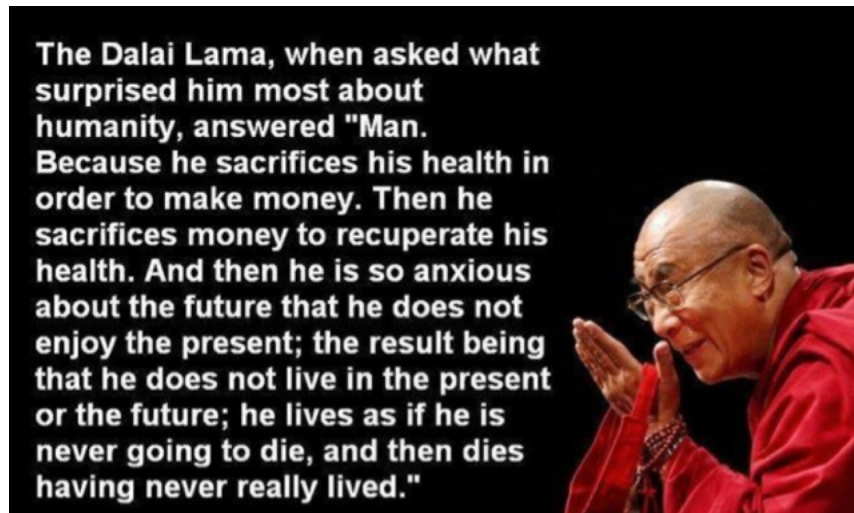 The Dalai Lama, when asked what
surprised him most about
humanity, answered "Man.
Because he sacrifices his health in
order to make money. Then he
sacrifices money to recuperate his
health. And then he is so anxious
about the future that he does not
enjoy the present; the result being
that he does not live in the present
or the future; he lives as if he is
never going to die, and then dies
having never really lived."